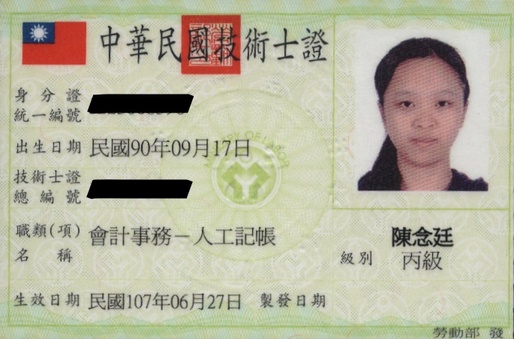 中華民國技術士證
身分證
統一編號
出生日期 民國90年09月17日
技術士證
總編號
職類(項)
名稱 會計事務－人工記帳
陳念廷
級別 丙級
生效日期 民國107年06月27日 製發日期
勞動部 發